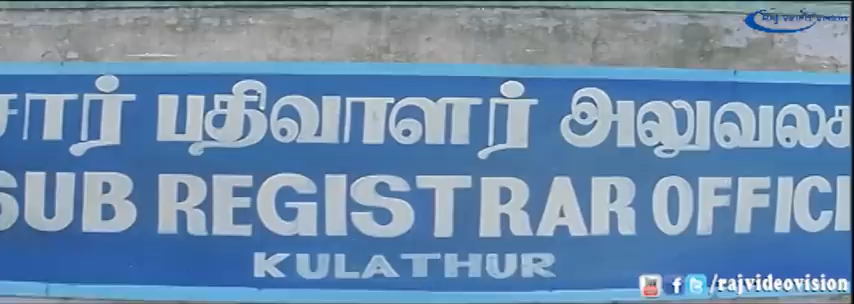 சார் பதிவாளர் அலுவலக
SUB REGISTRAR OFFICE
KULATHUR
/rajvideovision